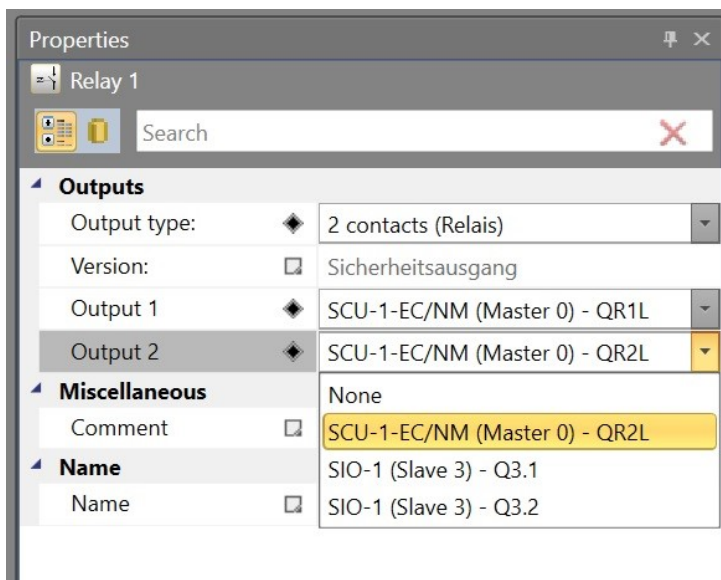 Properties
Relay 1
Search
Outputs
Output type: 2 contacts (Relais)
Version: Sicherheitsausgang
Output 1 SCU-1-EC/NM (Master 0) - QR1L
Output 2 SCU-1-EC/NM (Master 0) - QR2L
Miscellaneous None
Comment SCU-1-EC/NM (Master 0) - QR2L
Name SIO-1 (Slave 3) - Q3.1
Name SIO-1 (Slave 3) - Q3.2